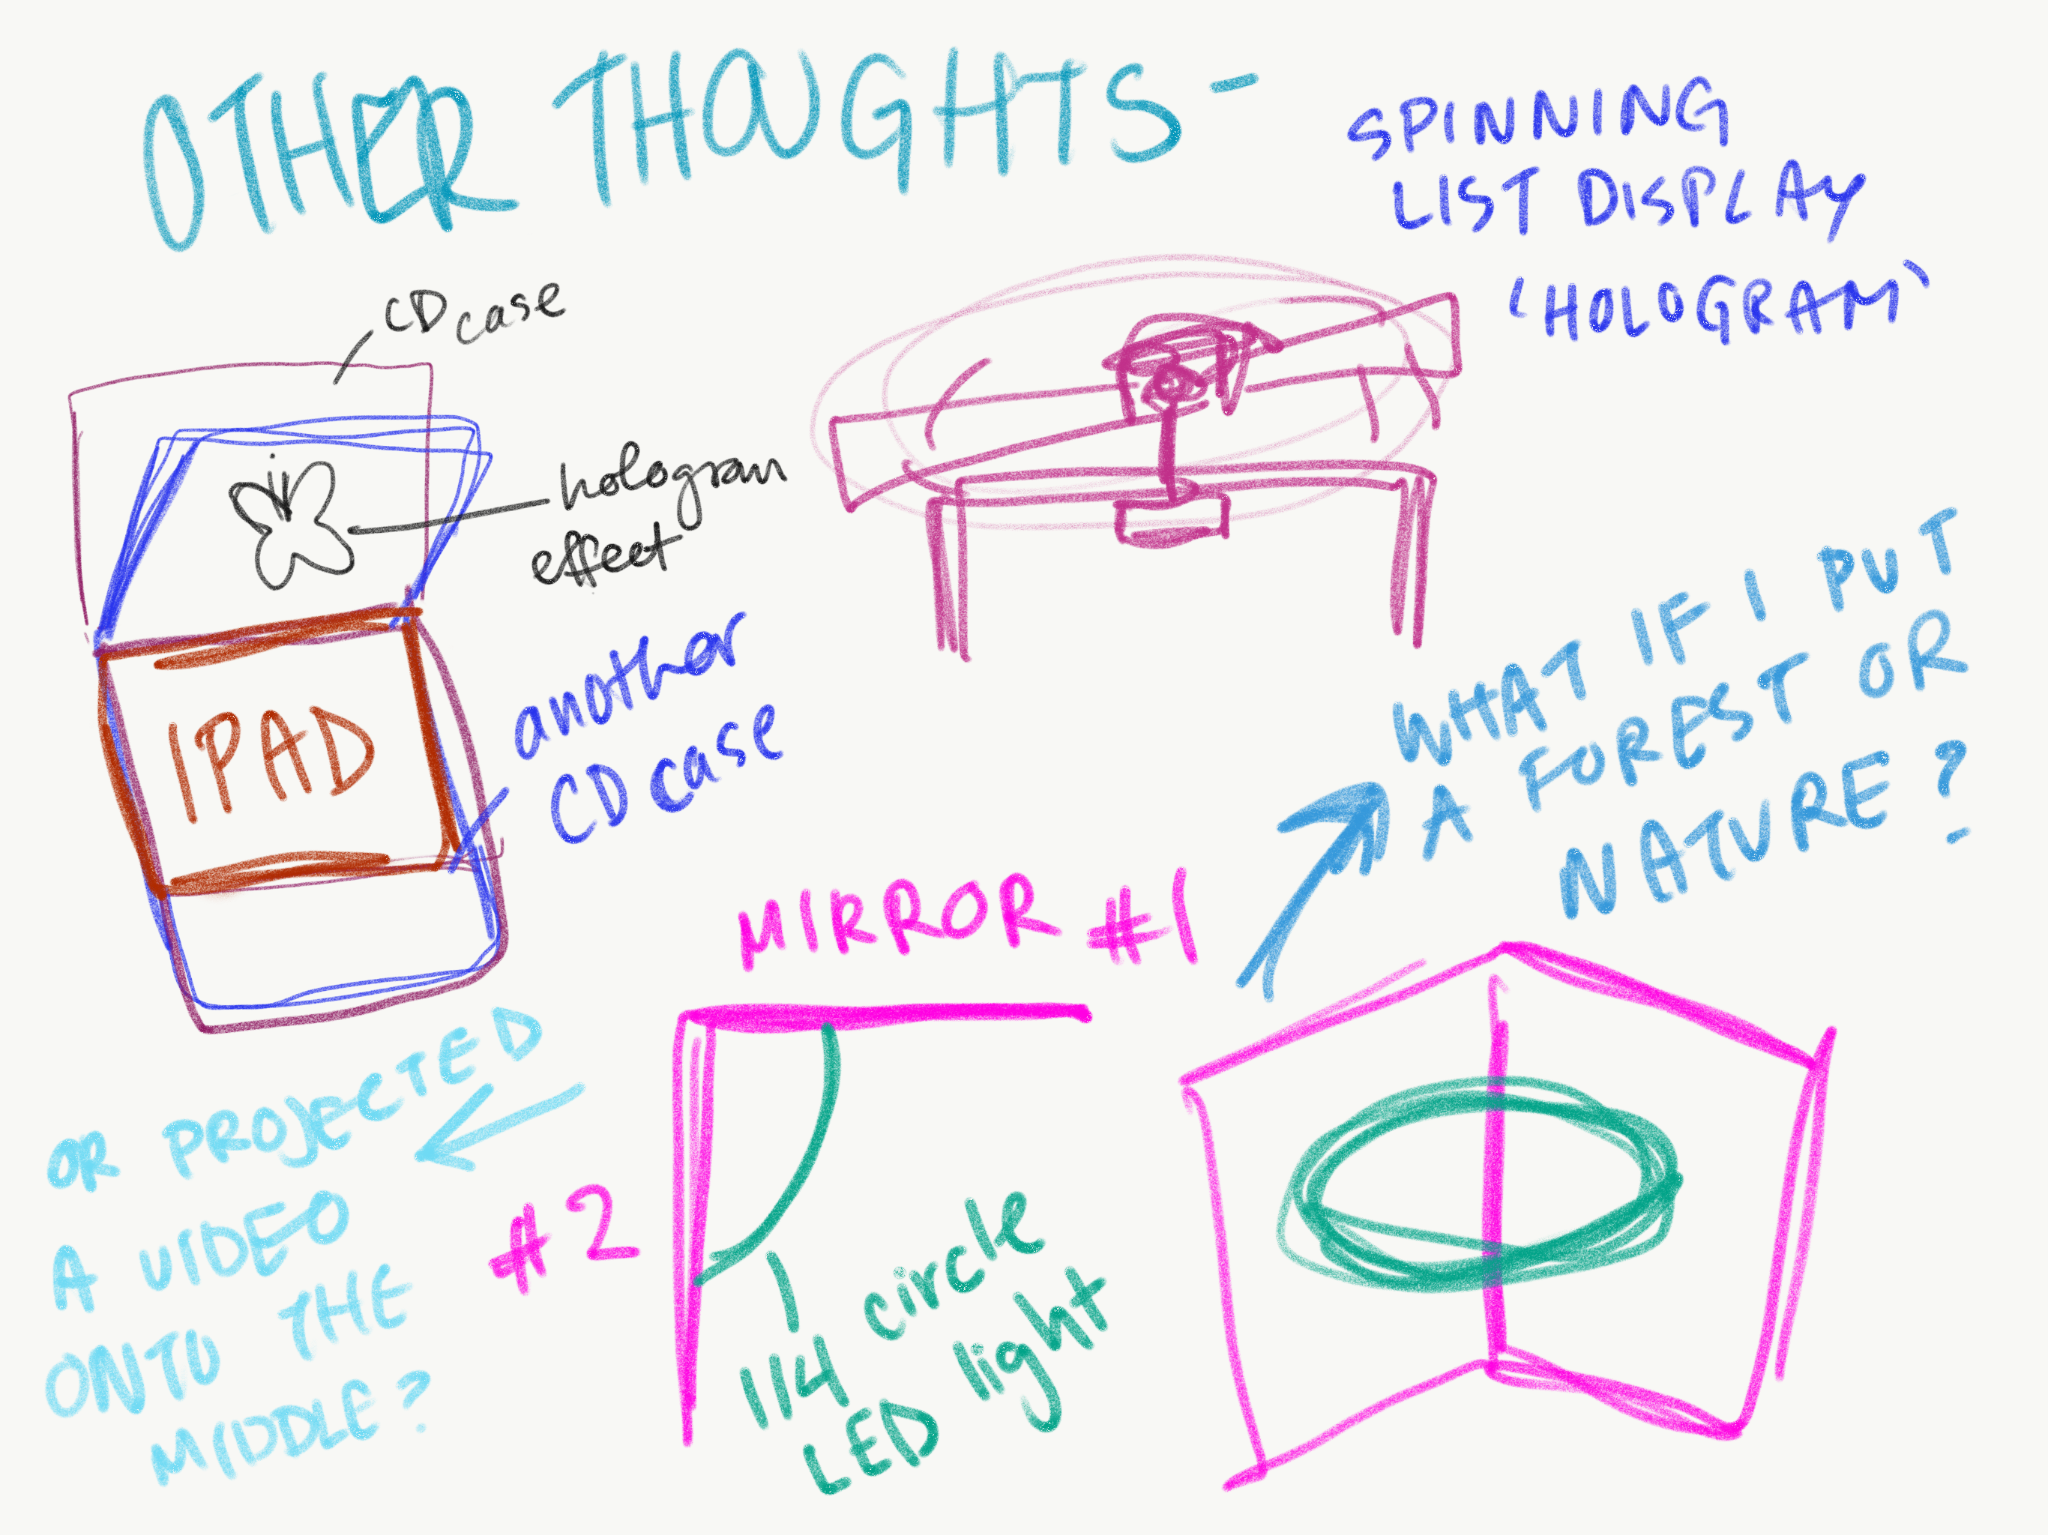 OTHER THOUGHTS -
SPINNING
LIST DISPLAY
'HOLOGRAM'
CD case
hologram
effect
IPAD
another
CD case
WHAT IF I PUT
A FOREST OR
NATURE?
MIRROR #1
#2
1/4 circle
LED light
OR PROJECTED
A VIDEO
ONTO THE
MIDDLE?